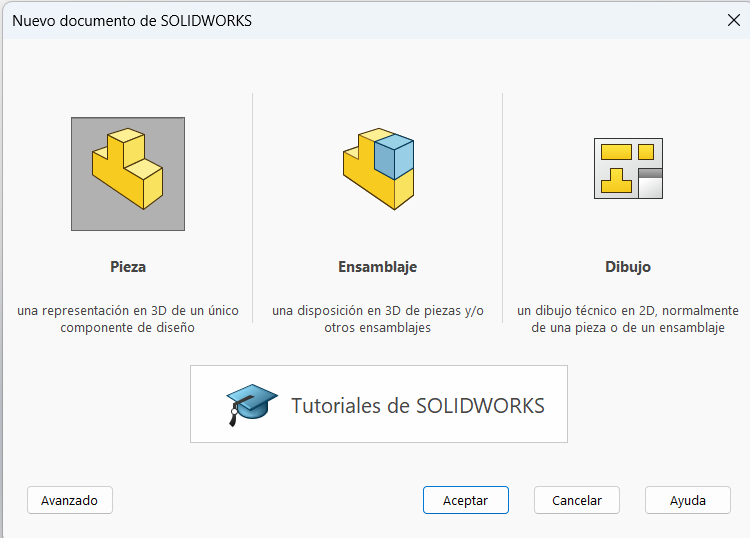 Nuevo documento de SOLIDWORKS
Pieza
una representación en 3D de un único
componente de diseño
Ensamblaje
una disposición en 3D de piezas y/o
otros ensamblajes
Dibujo
un dibujo técnico en 2D, normalmente
de una pieza o de un ensamblaje
Tutoriales de SOLIDWORKS
Avanzado
Aceptar
Cancelar
Ayuda